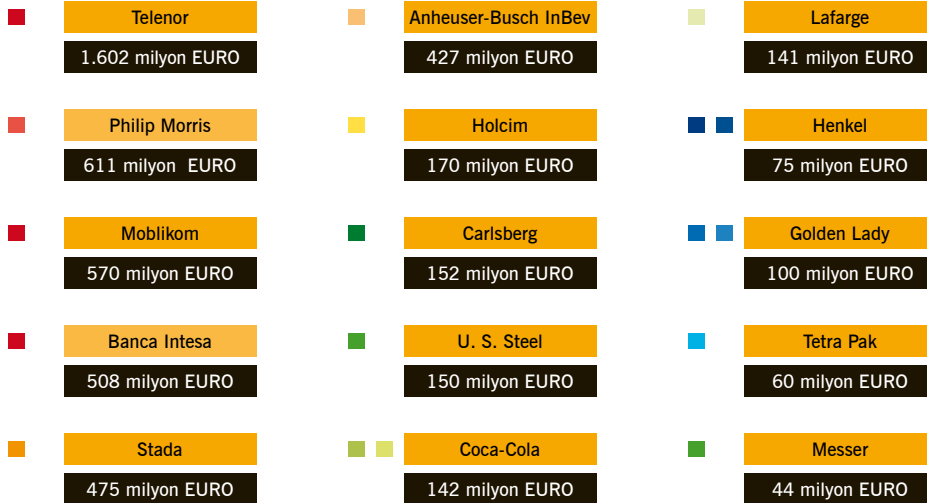 Telenor
1.602 milyon EURO
Anheuser-Busch InBev
427 milyon EURO
Lafarge
141 milyon EURO
Philip Morris
611 milyon EURO
Holcim
170 milyon EURO
Henkel
75 milyon EURO
Moblikom
570 milyon EURO
Carlsberg
152 milyon EURO
Golden Lady
100 milyon EURO
Banca Intesa
508 milyon EURO
U. S. Steel
150 milyon EURO
Tetra Pak
60 milyon EURO
Stada
475 milyon EURO
Coca-Cola
142 milyon EURO
Messer
44 milyon EURO